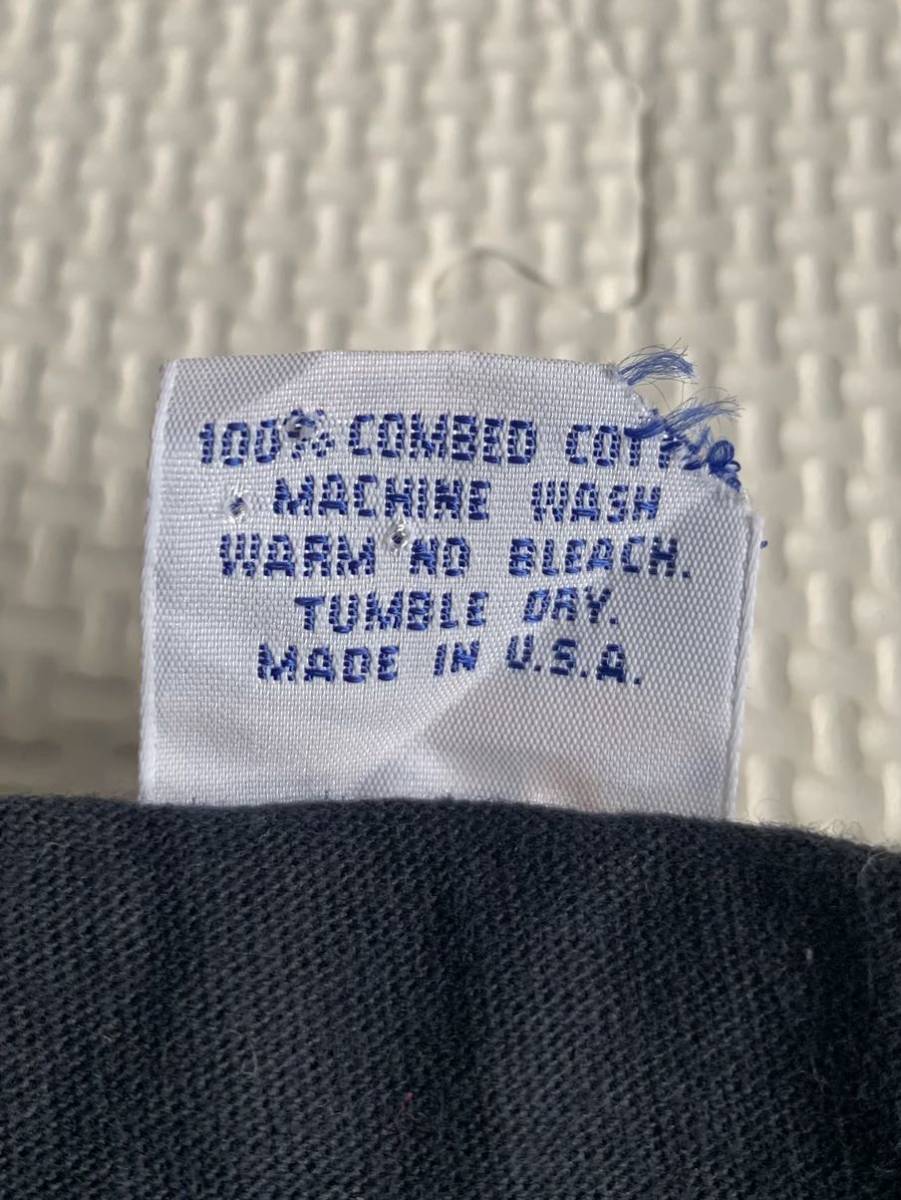 100% COMBED COTT
MACHINE WASH
WARM NO BLEACH.
TUMBLE DRY.
MADE IN U.S.A.